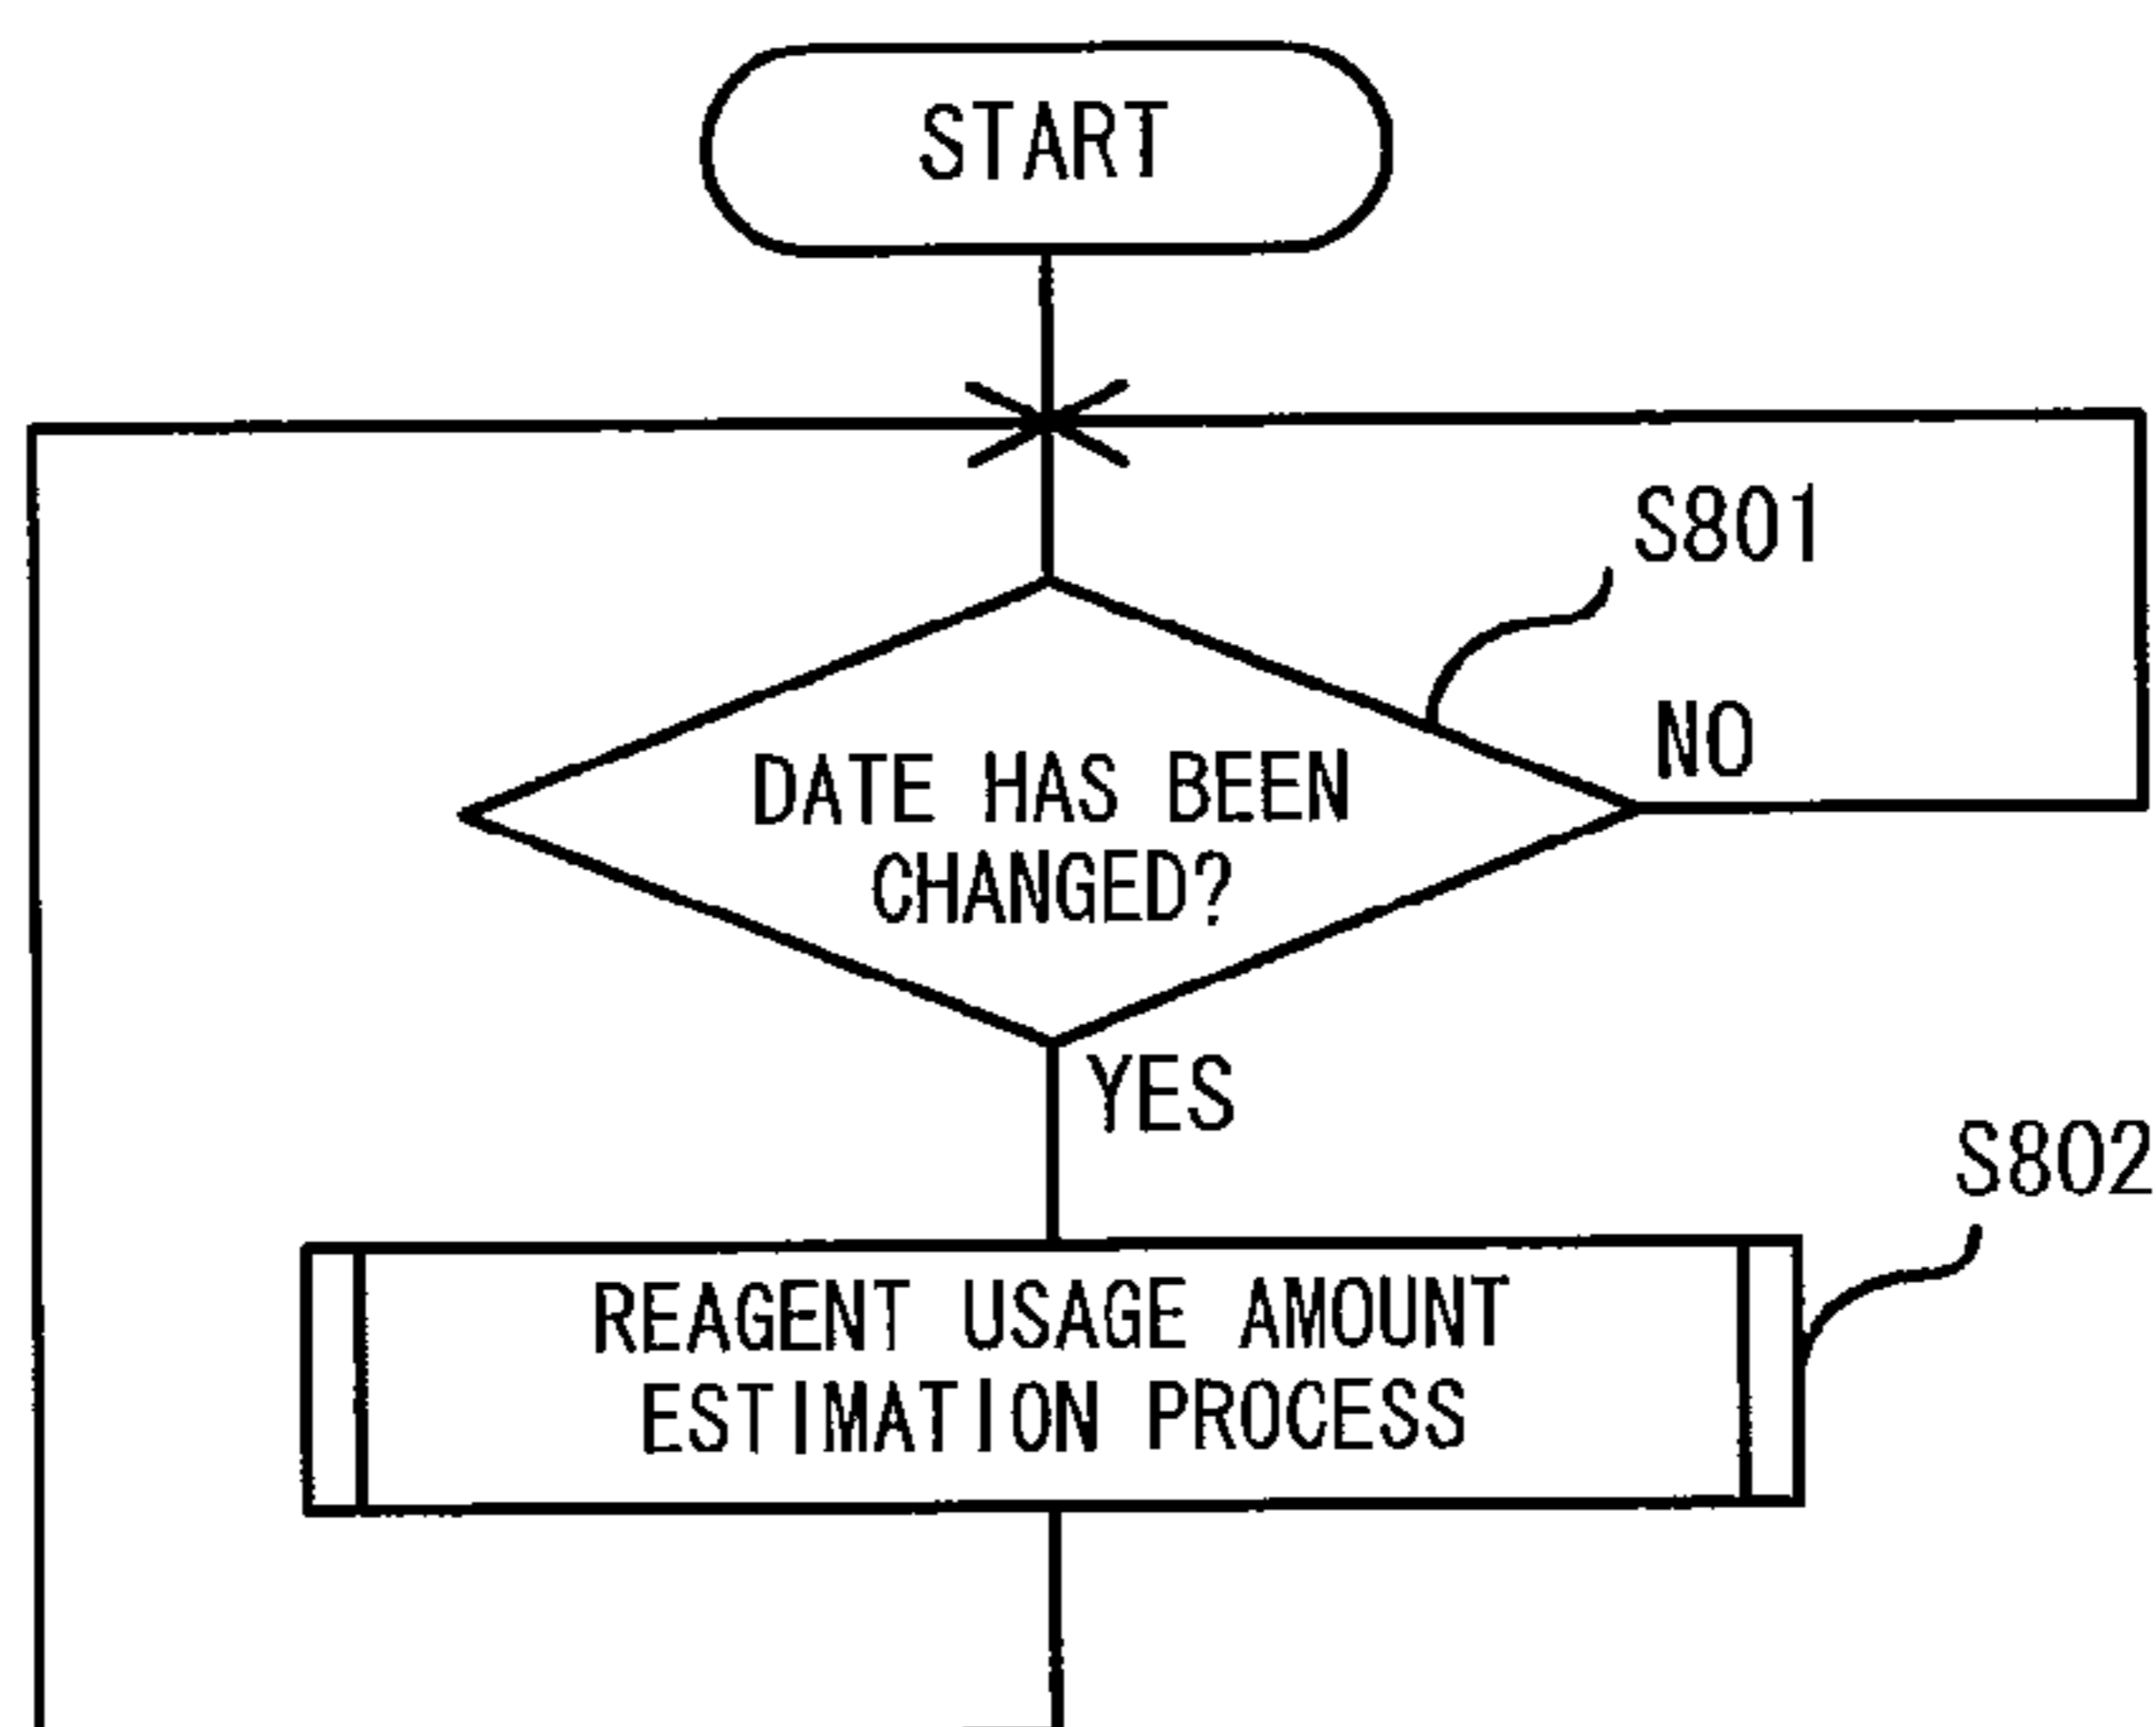 START
S801
DATE HAS BEEN
CHANGED?
NO
YES
S802
REAGENT USAGE AMOUNT
ESTIMATION PROCESS